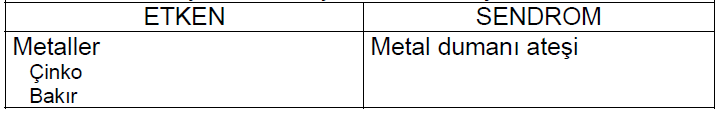 ETKEN SENDROM
Metaller Metal dumanı ateşi
Çinko
Bakır